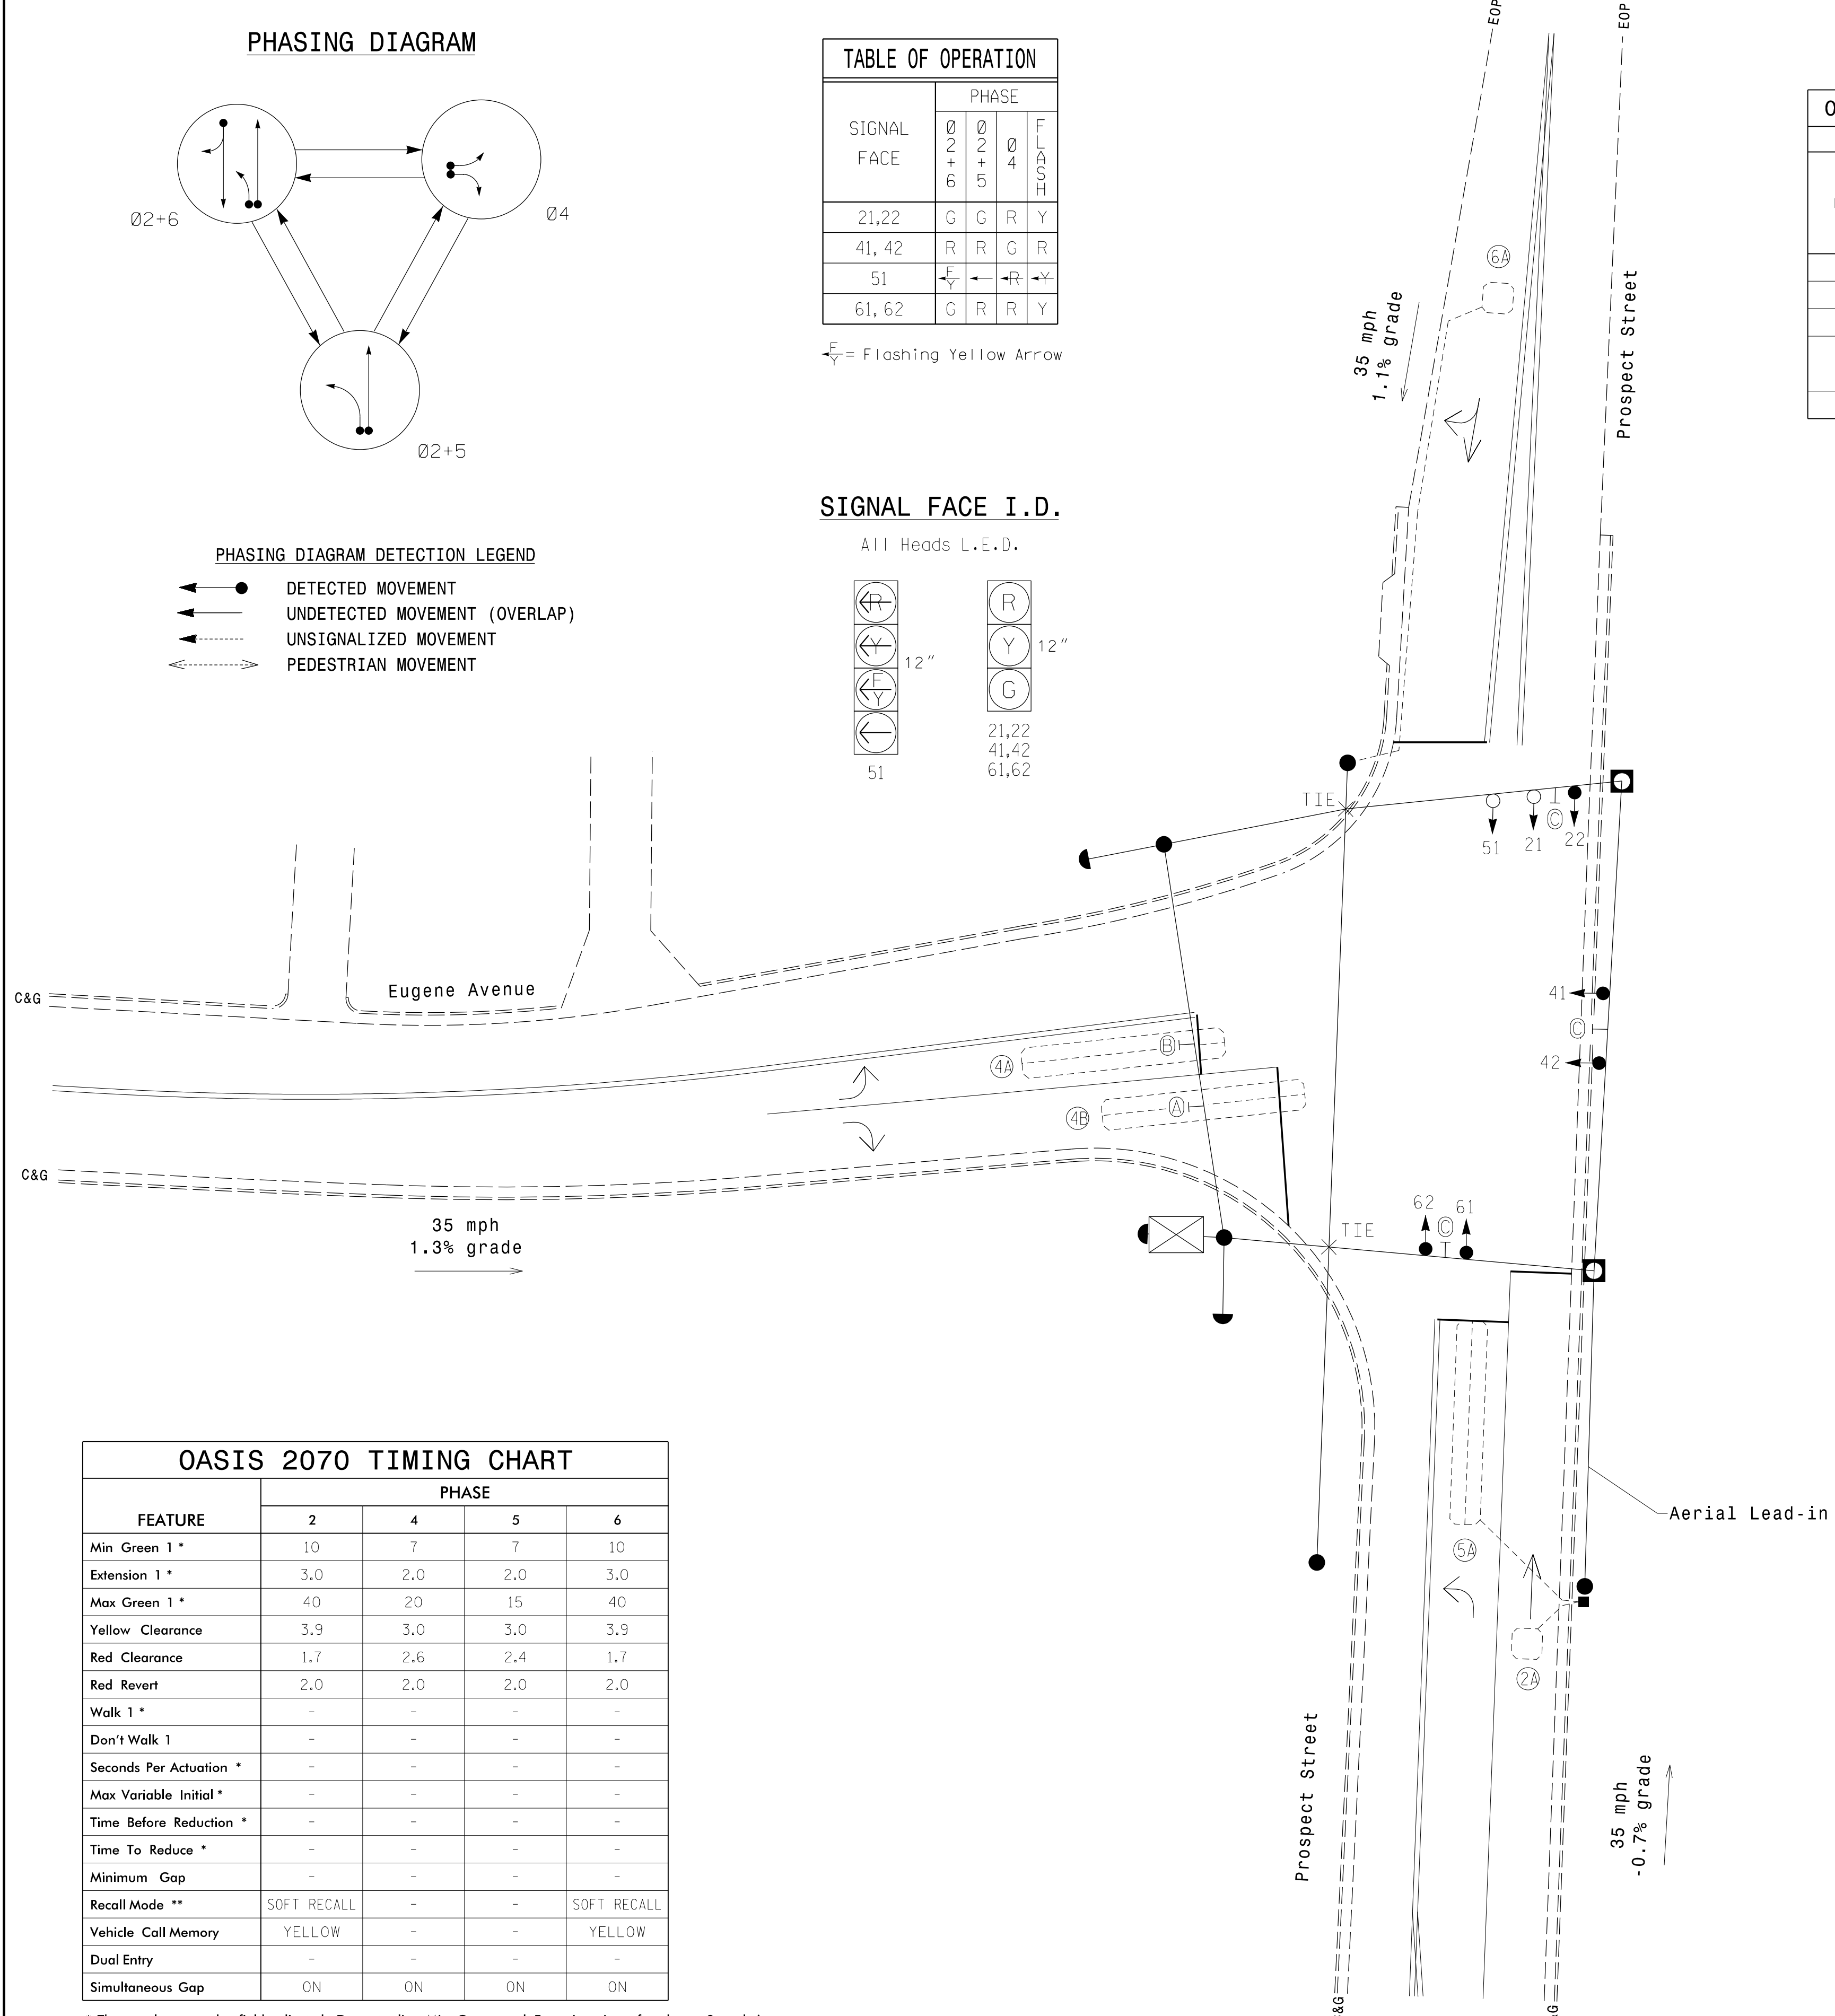 PHASING DIAGRAM
Ø2+6
Ø4
Ø2+5
PHASING DIAGRAM DETECTION LEGEND
DETECTED MOVEMENT
UNDETECTED MOVEMENT (OVERLAP)
UNSIGNALIZED MOVEMENT
PEDESTRIAN MOVEMENT
TABLE OF OPERATION
SIGNAL FACE
PHASE
Ø2+6 Ø2+5 Ø4 FLASH
21,22 G G R Y
41,42 R R G R
51 F/Y R Y
61,62 G R R Y
F/Y = Flashing Yellow Arrow
SIGNAL FACE I.D.
All Heads L.E.D.
R
Y
F/Y
12"
51
R
Y
G
12"
21,22
41,42
61,62
EOP
EOP
Prospect Street
6A
35 mph
1.1% grade
TIE
51 21 C 22
41
C
42
Eugene Avenue
C&G
4A
B
4B
A
C&G
35 mph
1.3% grade
62 C 61
TIE
Aerial Lead-in
5A
2A
Prospect Street
35 mph
-0.7% grade
&G
G
OASIS 2070 TIMING CHART
FEATURE
PHASE
2 4 5 6
Min Green 1 * 10 7 7 10
Extension 1 * 3.0 2.0 2.0 3.0
Max Green 1 * 40 20 15 40
Yellow Clearance 3.9 3.0 3.0 3.9
Red Clearance 1.7 2.6 2.4 1.7
Red Revert 2.0 2.0 2.0 2.0
Walk 1 * - - - -
Don't Walk 1 - - - -
Seconds Per Actuation * - - - -
Max Variable Initial * - - - -
Time Before Reduction * - - - -
Time To Reduce * - - - -
Minimum Gap - - - -
Recall Mode ** SOFT RECALL - - SOFT RECALL
Vehicle Call Memory YELLOW - - YELLOW
Dual Entry - - - -
Simultaneous Gap ON ON ON ON